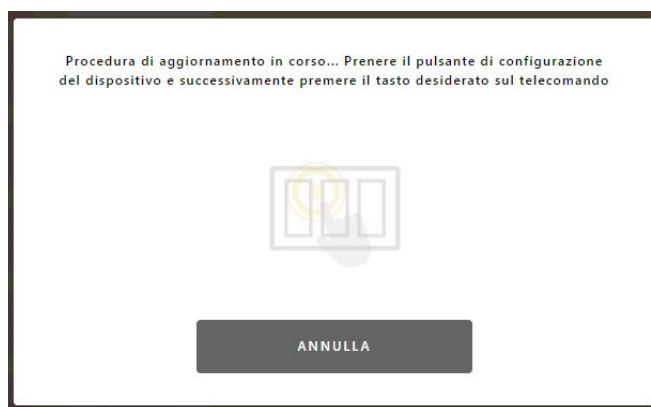 Procedura di aggiornamento in corso... Prenere il pulsante di configurazione
del dispositivo e successivamente premere il tasto desiderato sul telecomando
ANNULLA